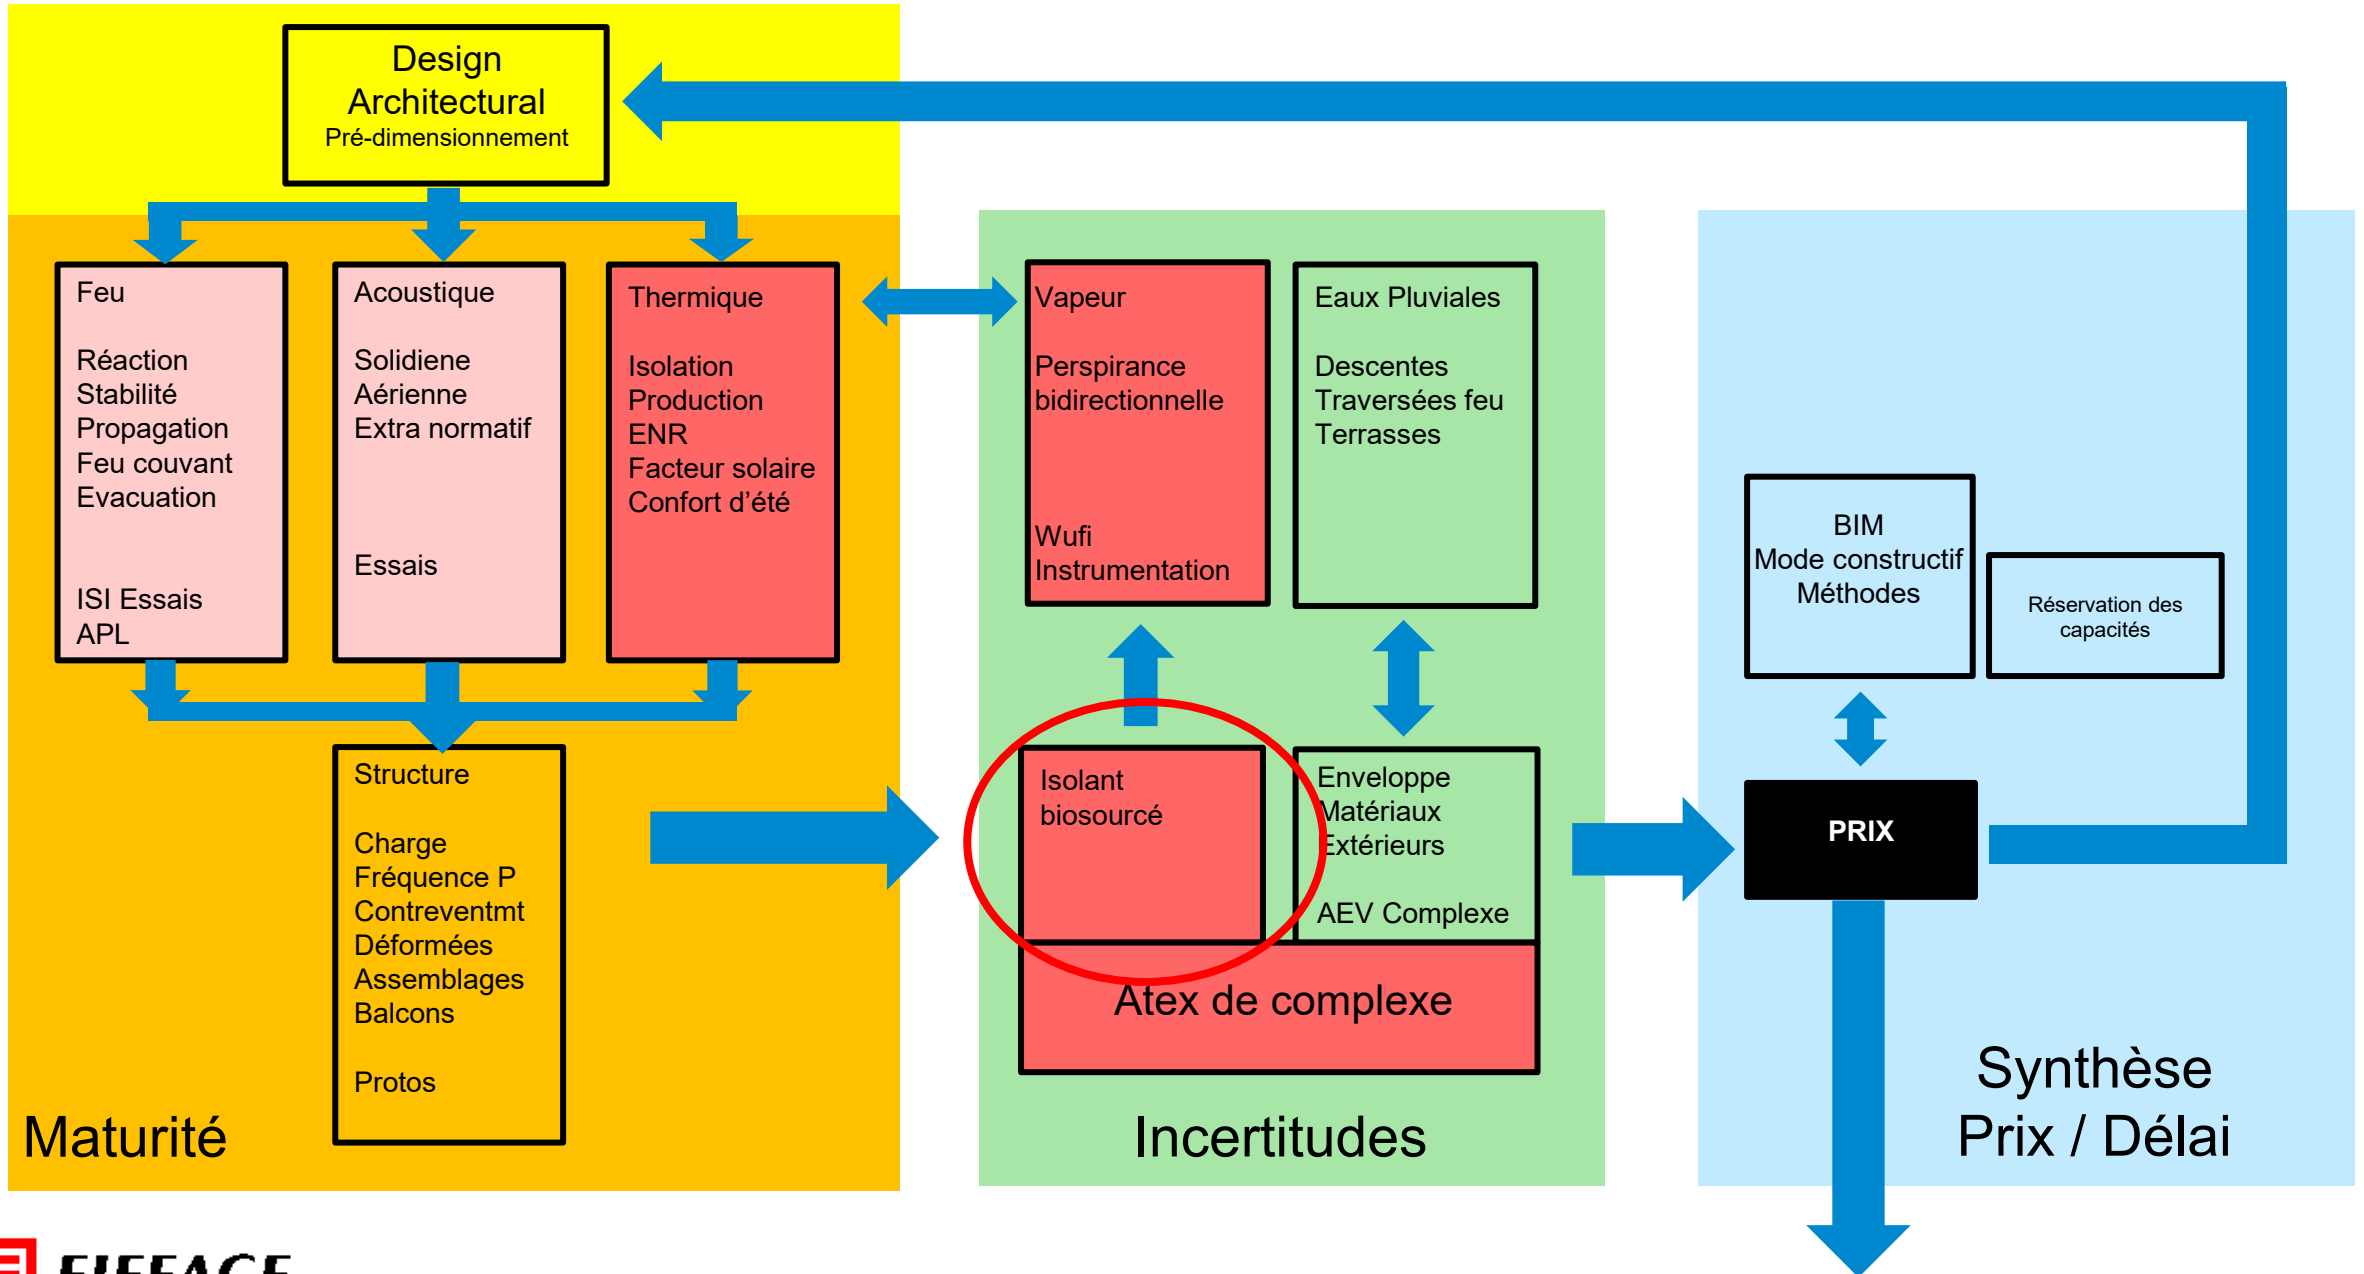 Design
Architectural
Pré-dimensionnement
Feu
Réaction
Stabilité
Propagation
Feu couvant
Evacuation
ISI Essais
APL
Acoustique
Solidiene
Aérienne
Extra normatif
Essais
Thermique
Isolation
Production
ENR
Facteur solaire
Confort d’été
Structure
Charge
Fréquence P
Contreventmt
Déformées
Assemblages
Balcons
Protos
Maturité
Vapeur
Perspirance
bidirectionnelle
Wufi
Instrumentation
Eaux Pluviales
Descentes
Traversées feu
Terrasses
Isolant
biosourcé
Enveloppe
Matériaux
Extérieurs
AEV Complexe
Atex de complexe
Incertitudes
BIM
Mode constructif
Méthodes
Réservation des
capacités
PRIX
Synthèse
Prix / Délai
EIFFAGE